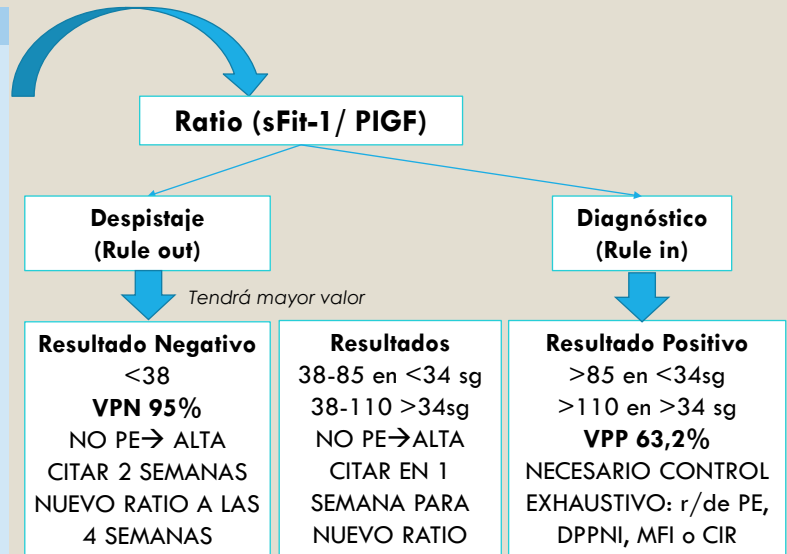 Ratio (sFit-1/ PIGF)
Despistaje
(Rule out)
Diagnóstico
(Rule in)
Tendrá mayor valor
Resultado Negativo
<38
VPN 95%
NO PE→ ALTA
CITAR 2 SEMANAS
NUEVO RATIO A LAS
4 SEMANAS
Resultados
38-85 en <34 sg
38-110 >34sg
NO PE→ALTA
CITAR EN 1
SEMANA PARA
NUEVO RATIO
Resultado Positivo
>85 en <34sg
>110 en >34 sg
VPP 63,2%
NECESARIO CONTROL
EXHAUSTIVO: r/de PE,
DPPNI, MFI o CIR